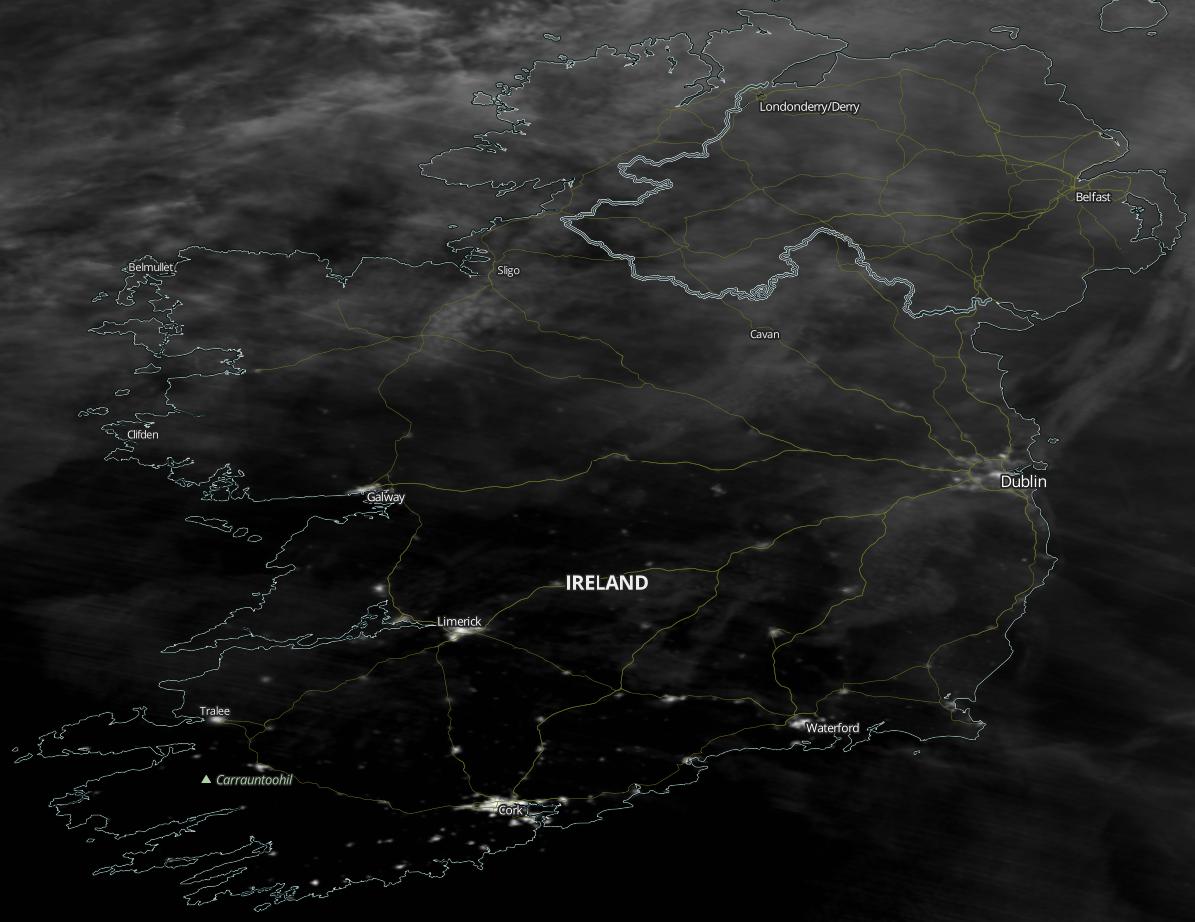 Londonderry/Derry
Belfast
Belmullet
Sligo
Cavan
Clifden
Dublin
Galway
IRELAND
Limerick
Tralee
Waterford
Carrauntoohil
Cork